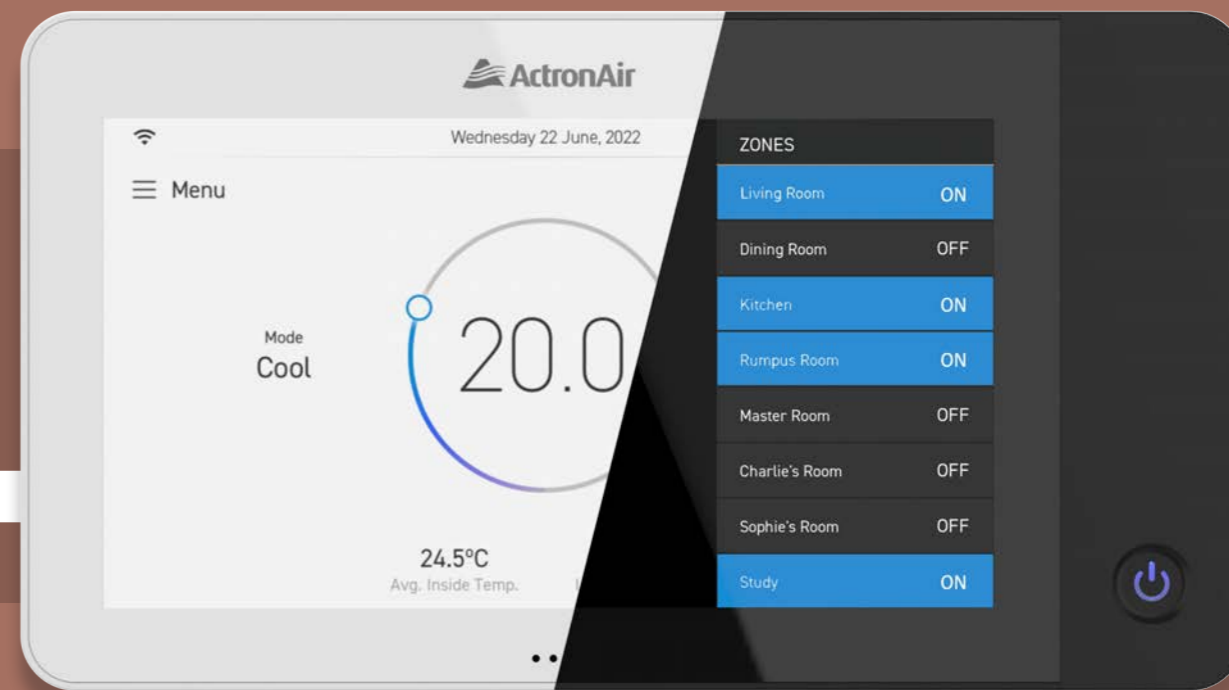 ActronAir
Wednesday 22 June, 2022
Menu
Mode
Cool
20.0
24.5°C
Avg. Inside Temp.
ZONES
Living Room ON
Dining Room OFF
Kitchen ON
Rumpus Room ON
Master Room OFF
Charlie's Room OFF
Sophie's Room OFF
Study ON